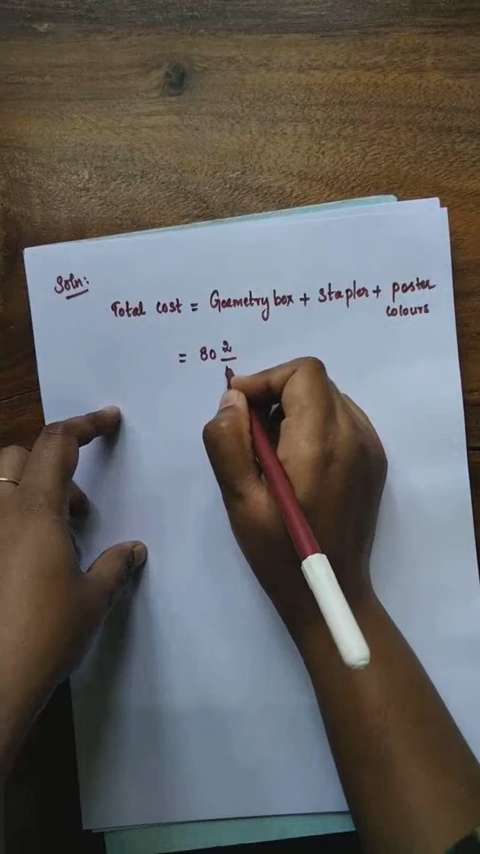 Soln:
Total cost = Geometry box + Stapler + poster
colours
= 80 2